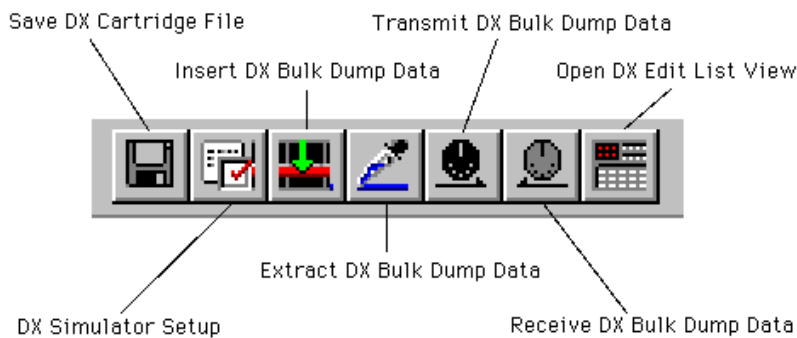 Save DX Cartridge File
Transmit DX Bulk Dump Data
Insert DX Bulk Dump Data
Open DX Edit List View
Extract DX Bulk Dump Data
DX Simulator Setup
Receive DX Bulk Dump Data